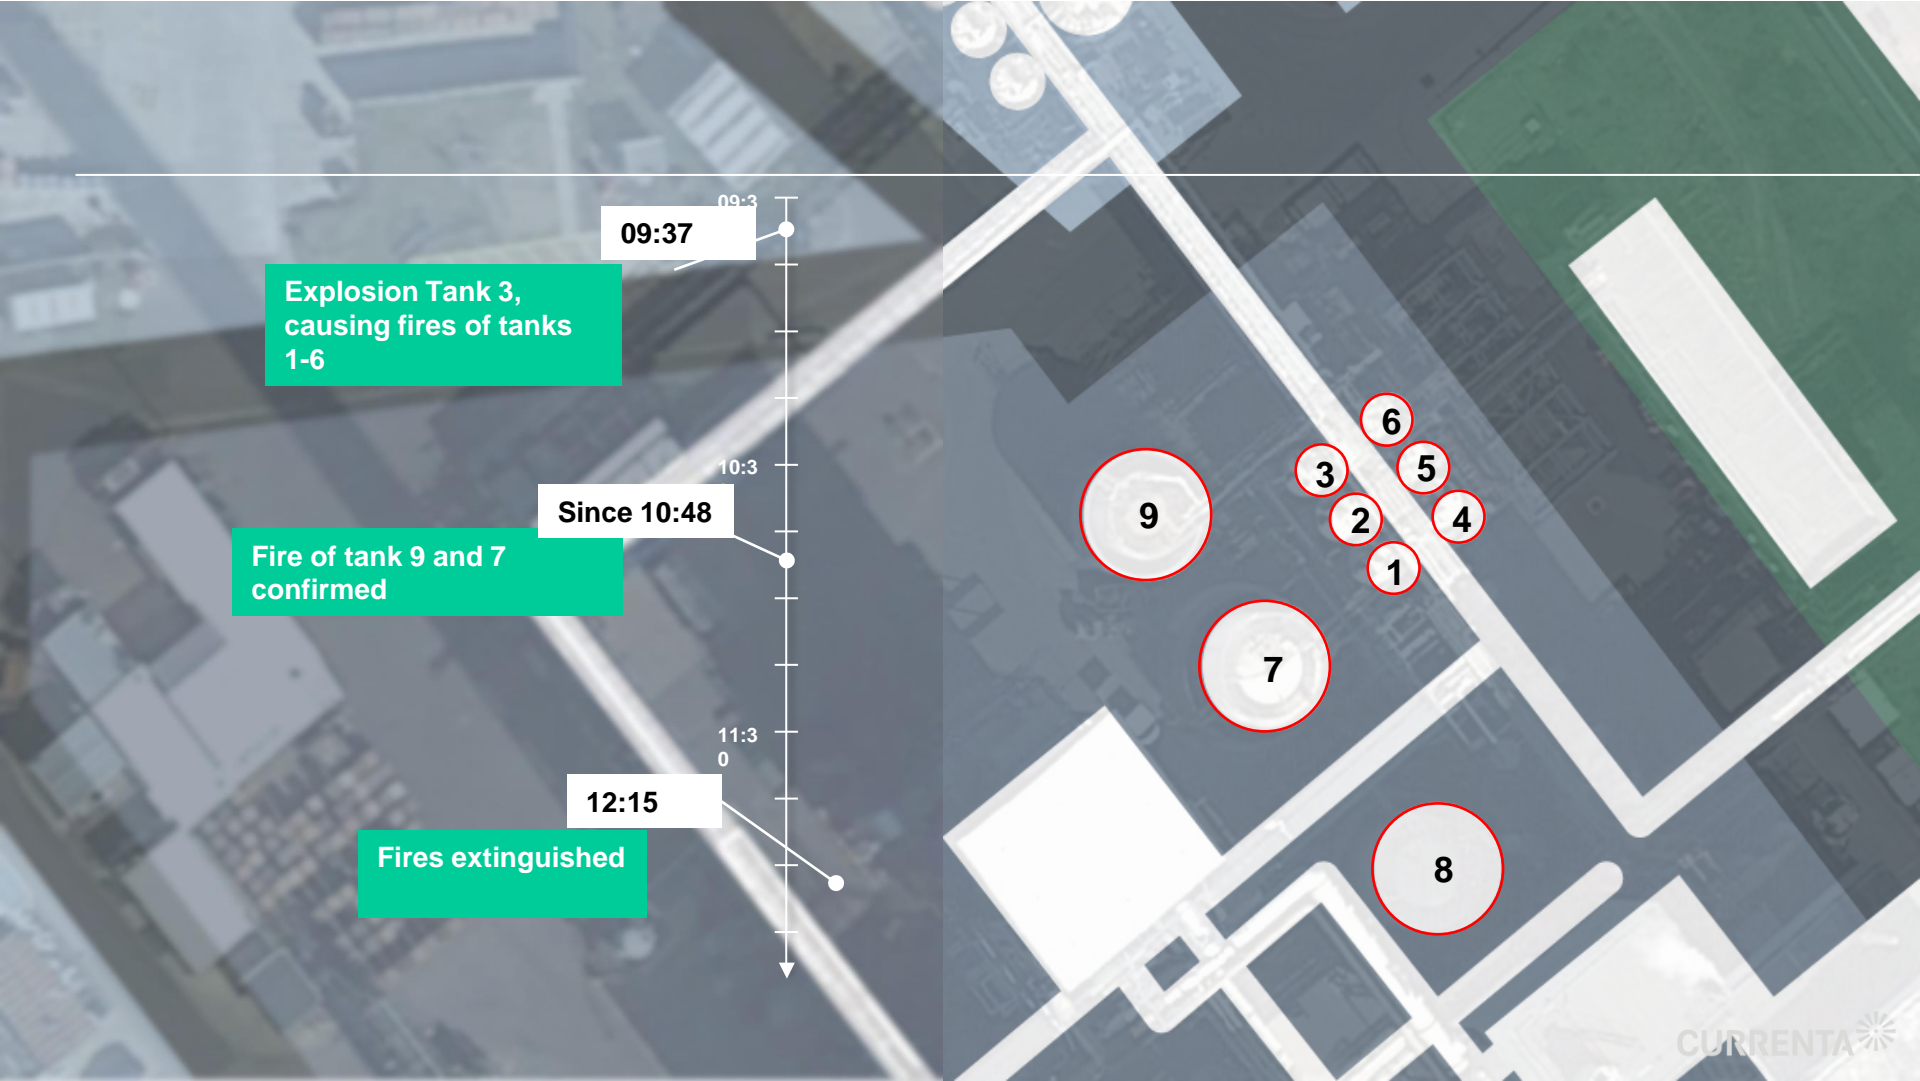 09:3
09:37
Explosion Tank 3,
causing fires of tanks
1-6
10:3
Since 10:48
Fire of tank 9 and 7
confirmed
11:3
0
12:15
Fires extinguished
6
5
3
9
2
4
1
7
8
CURRENTA